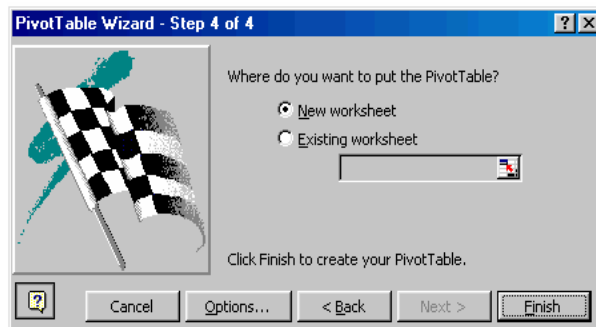 PivotTable Wizard - Step 4 of 4
Where do you want to put the PivotTable?
New worksheet
Existing worksheet
Click Finish to create your PivotTable.
Cancel Options... < Back Next > Finish